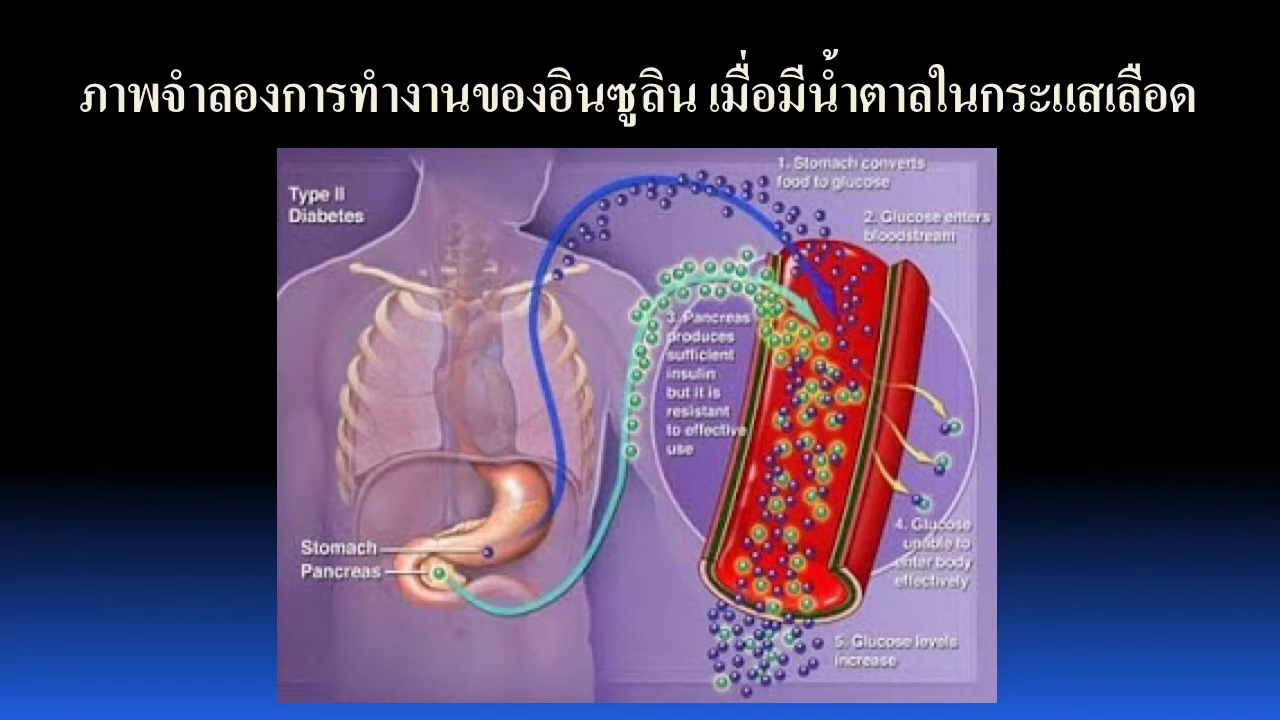 ภาพจำลองการทำงานของอินซูลิน เมื่อมีน้ำตาลในกระแสเลือด
Type II
Diabetes
1. Stomach converts
food to glucose
2. Glucose enters
bloodstream
3. Pancreas
produces
sufficient
insulin
but it is
resistant
to effective
use
Stomach
Pancreas
4. Glucose
unable to
enter body
effectively
5. Glucose levels
increase